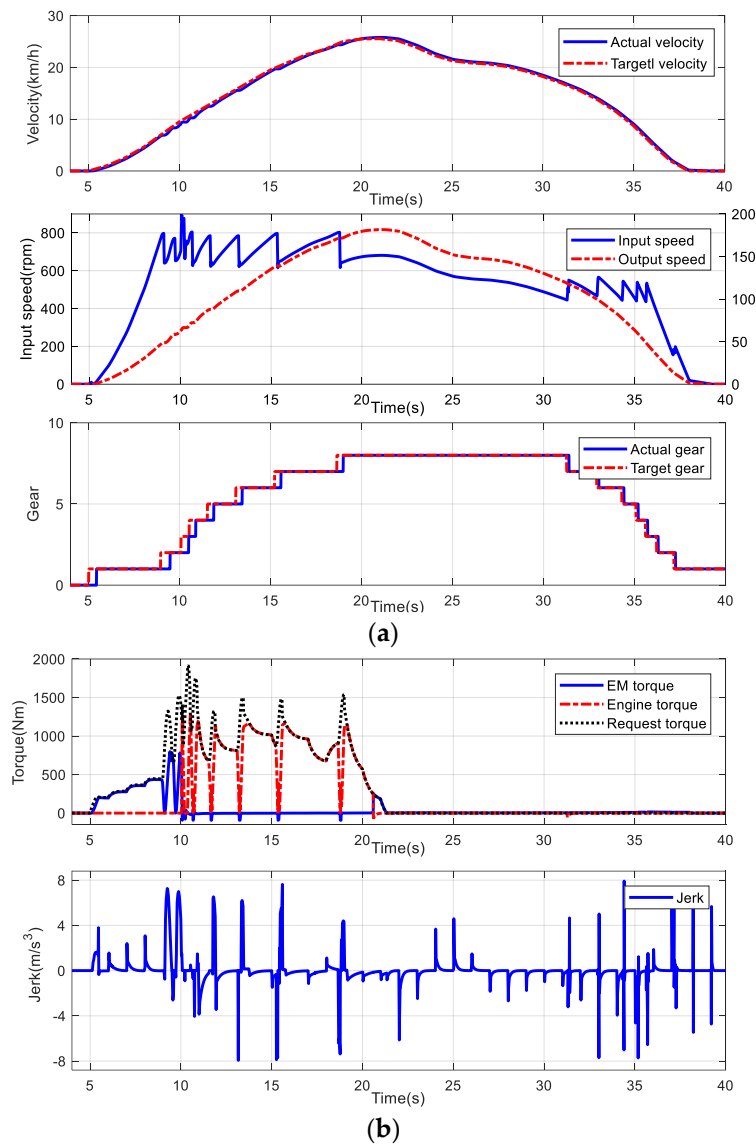 30
20
10
0
Velocity(km/h)
Actual velocity
Targetl velocity
5 10 15 20 25 30 35 40
Time(s)
800
600
400
200
0
Input speed(rpm)
200
150
100
50
0
Input speed
Output speed
5 10 15 20 25 30 35 40
Time(s)
10
5
0
Gear
Actual gear
Target gear
5 10 15 20 25 30 35 40
Time(s)
(a)
2000
1500
1000
500
0
Torque(Nm)
EM torque
Engine torque
Request torque
5 10 15 20 25 30 35 40
Time(s)
8
4
0
-4
-8
Jerk(m/s³)
Jerk
5 10 15 20 25 30 35 40
Time(s)
(b)